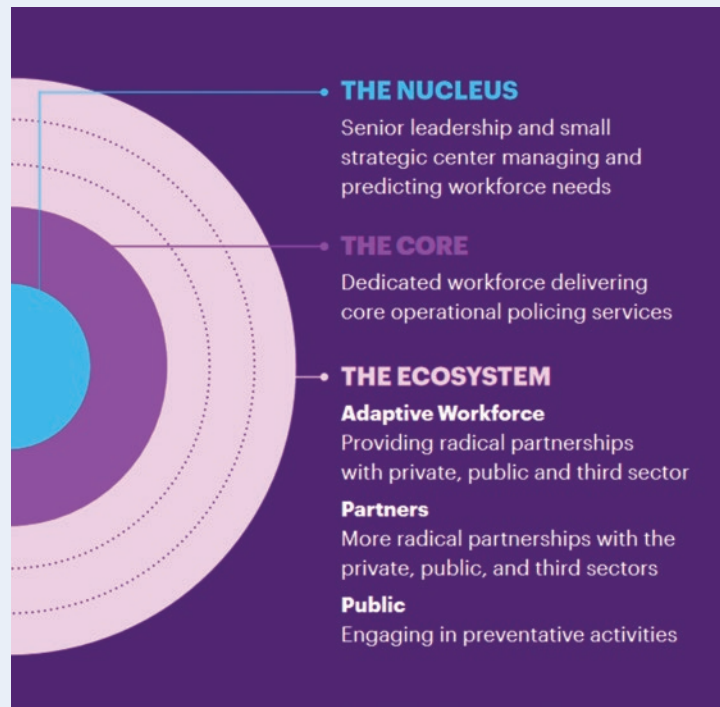 THE NUCLEUS
Senior leadership and small
strategic center managing and
predicting workforce needs
THE CORE
Dedicated workforce delivering
core operational policing services
THE ECOSYSTEM
Adaptive Workforce
Providing radical partnerships
with private, public and third sector
Partners
More radical partnerships with the
private, public, and third sectors
Public
Engaging in preventative activities